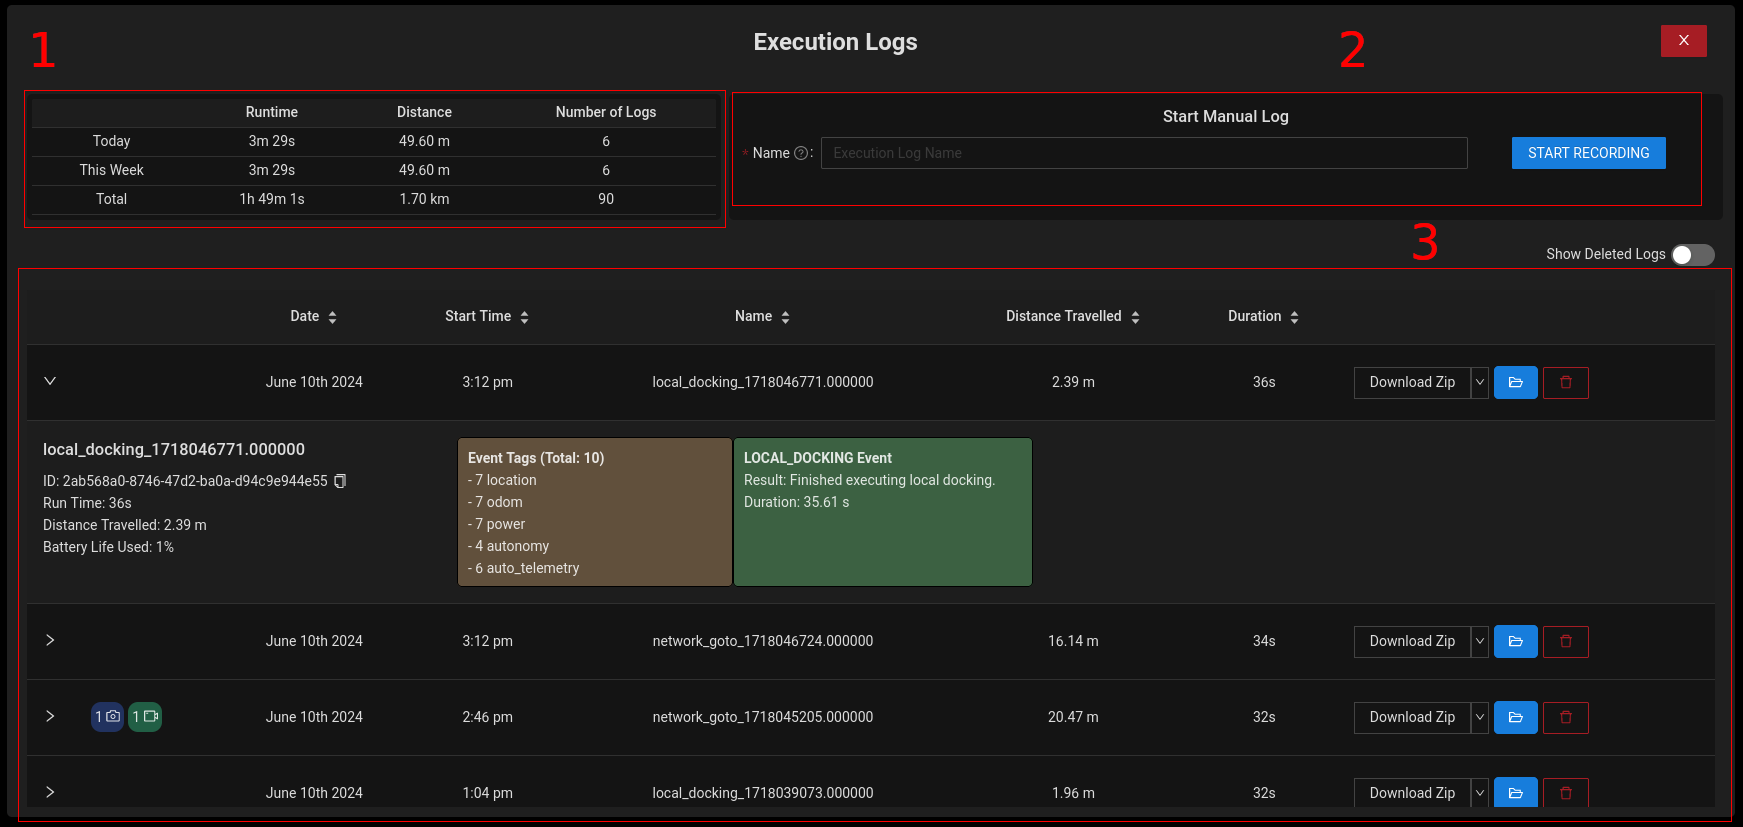 1
Execution Logs
2
X
Runtime Distance Number of Logs
Today 3m 29s 49.60 m 6
This Week 3m 29s 49.60 m 6
Total 1h 49m 1s 1.70 km 90
Start Manual Log
* Name ? : Execution Log Name START RECORDING
3
Show Deleted Logs
Date Start Time Name Distance Travelled Duration
June 10th 2024 3:12 pm local_docking_1718046771.000000 2.39 m 36s Download Zip
local_docking_1718046771.000000
ID: 2ab568a0-8746-47d2-ba0a-d94c9e944e55
Run Time: 36s
Distance Travelled: 2.39 m
Battery Life Used: 1%
Event Tags (Total: 10)
- 7 location
- 7 odom
- 7 power
- 4 autonomy
- 6 auto_telemetry
LOCAL_DOCKING Event
Result: Finished executing local docking.
Duration: 35.61 s
June 10th 2024 3:12 pm network_goto_1718046724.000000 16.14 m 34s Download Zip
1 1 June 10th 2024 2:46 pm network_goto_1718045205.000000 20.47 m 32s Download Zip
June 10th 2024 1:04 pm local_docking_1718039073.000000 1.96 m 32s Download Zip